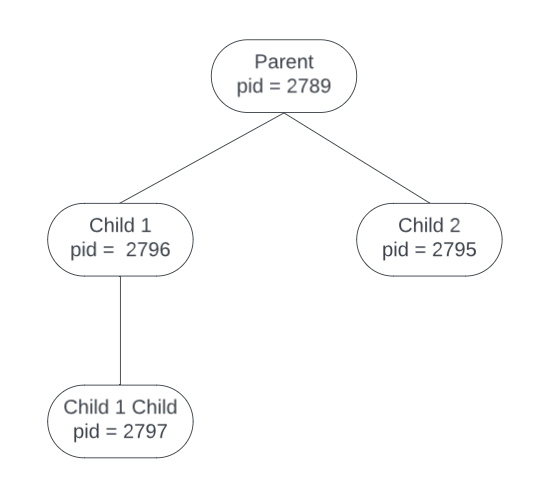 Parent
pid = 2789
Child 1
pid =  2796
Child 2
pid = 2795
Child 1 Child
pid = 2797